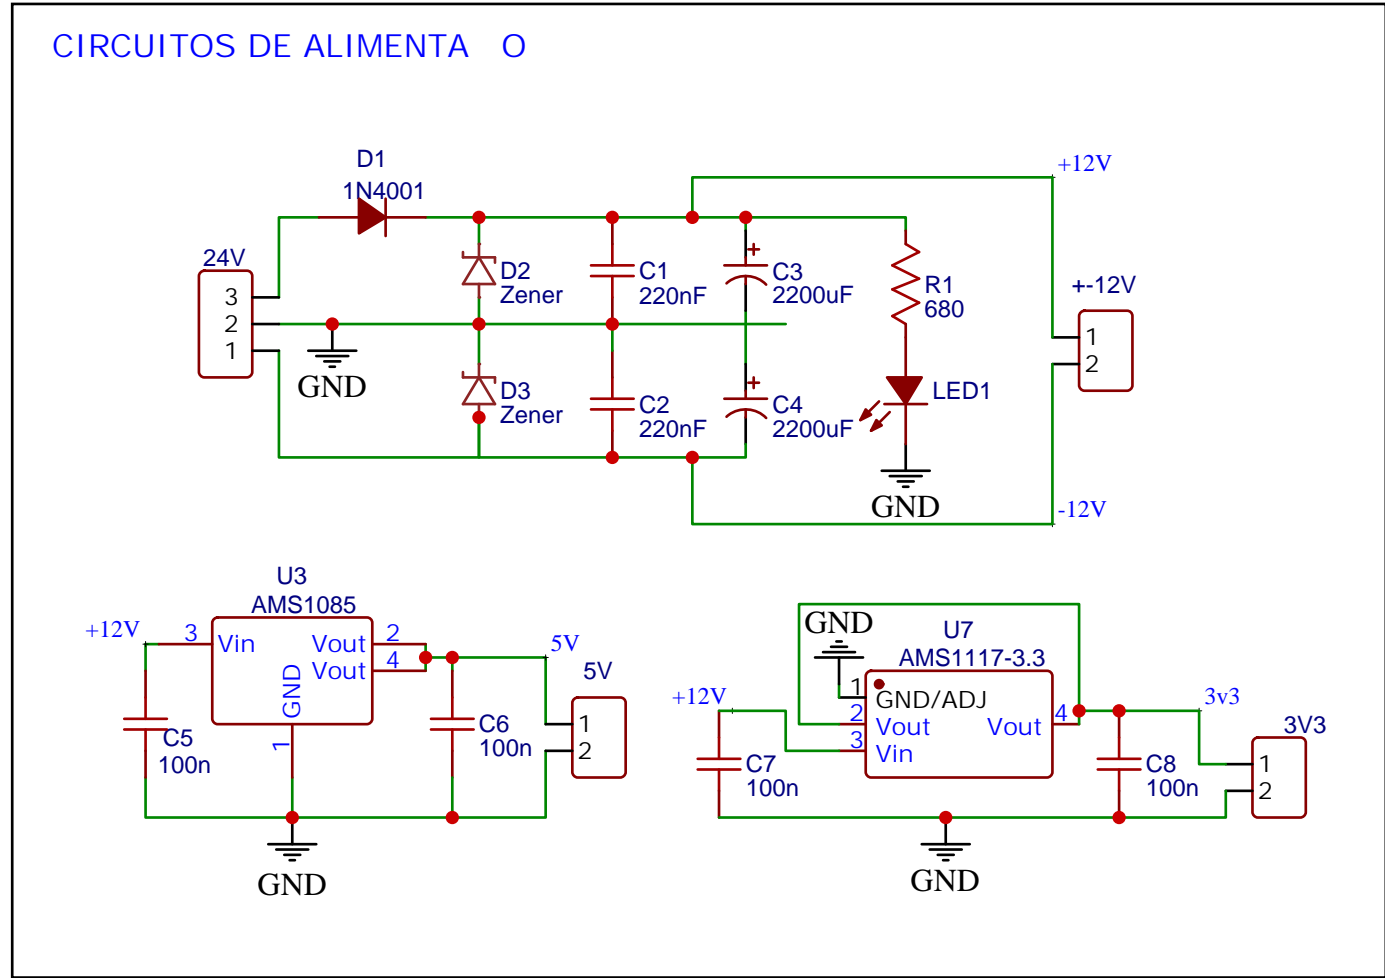 CIRCUITOS DE ALIMENTA O
D1
1N4001
+12V
24V
3
2
1
GND
D2
Zener
C1
220nF
C3
2200uF
R1
680
+-12V
1
2
D3
Zener
C2
220nF
C4
2200uF
LED1
GND
-12V
U3
AMS1085
+12V
3
Vin
Vout
2
Vout
4
GND
1
5V
5V
1
2
C5
100n
C6
100n
GND
GND
U7
AMS1117-3.3
+12V
1
GND/ADJ
2
Vout
3
Vin
Vout
4
3v3
3V3
1
2
C7
100n
C8
100n
GND